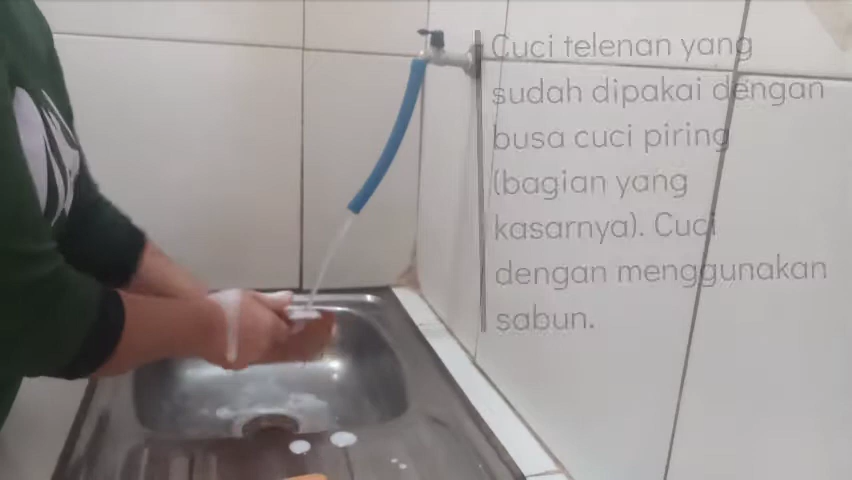 Cuci telenan yang
sudah dipakai dengan
busa cuci piring
(bagian yang
kasarnya). Cuci
dengan menggunakan
sabun.